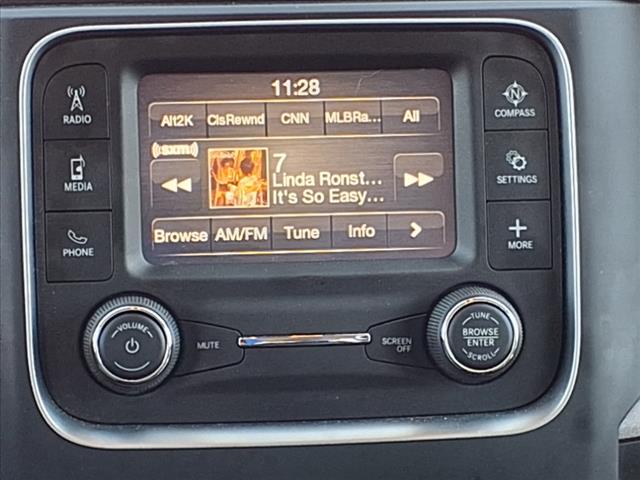 11:28
Alt2K ClsRewnd CNN MLBRa... All
((sxm))
7
Linda Ronst...
It's So Easy...
Browse AM/FM Tune Info >
RADIO
MEDIA
PHONE
N
COMPASS
SETTINGS
MORE
VOLUME
MUTE
SCREEN
OFF
TUNE
BROWSE
ENTER
SCROLL